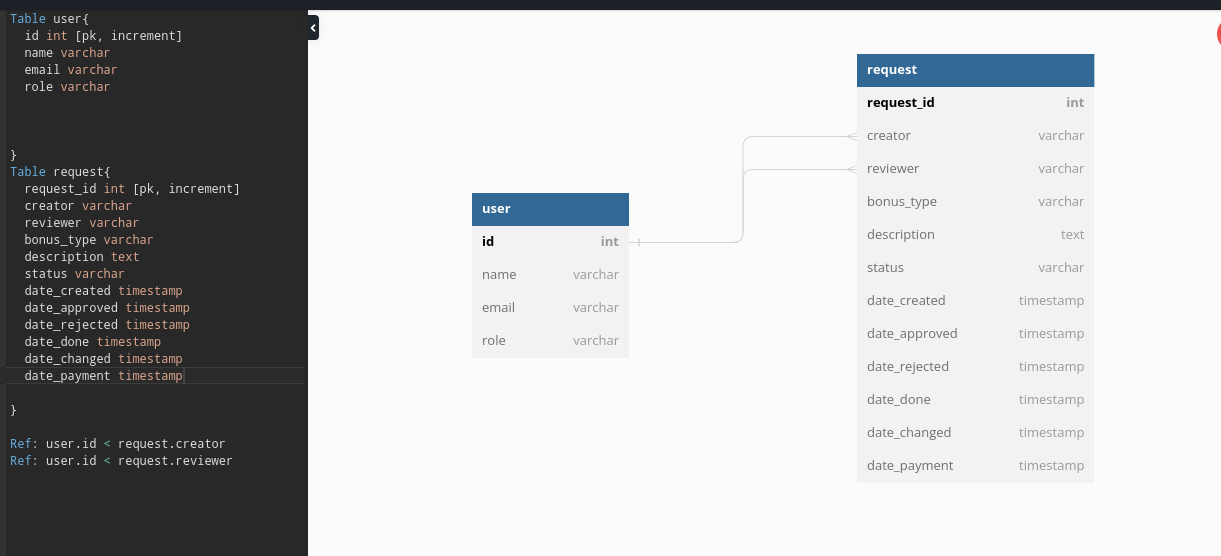 Table user{
  id int [pk, increment]
  name varchar
  email varchar
  role varchar
}
Table request{
  request_id int [pk, increment]
  creator varchar
  reviewer varchar
  bonus_type varchar
  description text
  status varchar
  date_created timestamp
  date_approved timestamp
  date_rejected timestamp
  date_done timestamp
  date_changed timestamp
  date_payment timestamp
}
Ref: user.id < request.creator
Ref: user.id < request.reviewer
user
id int
name varchar
email varchar
role varchar
request
request_id int
creator varchar
reviewer varchar
bonus_type varchar
description text
status varchar
date_created timestamp
date_approved timestamp
date_rejected timestamp
date_done timestamp
date_changed timestamp
date_payment timestamp